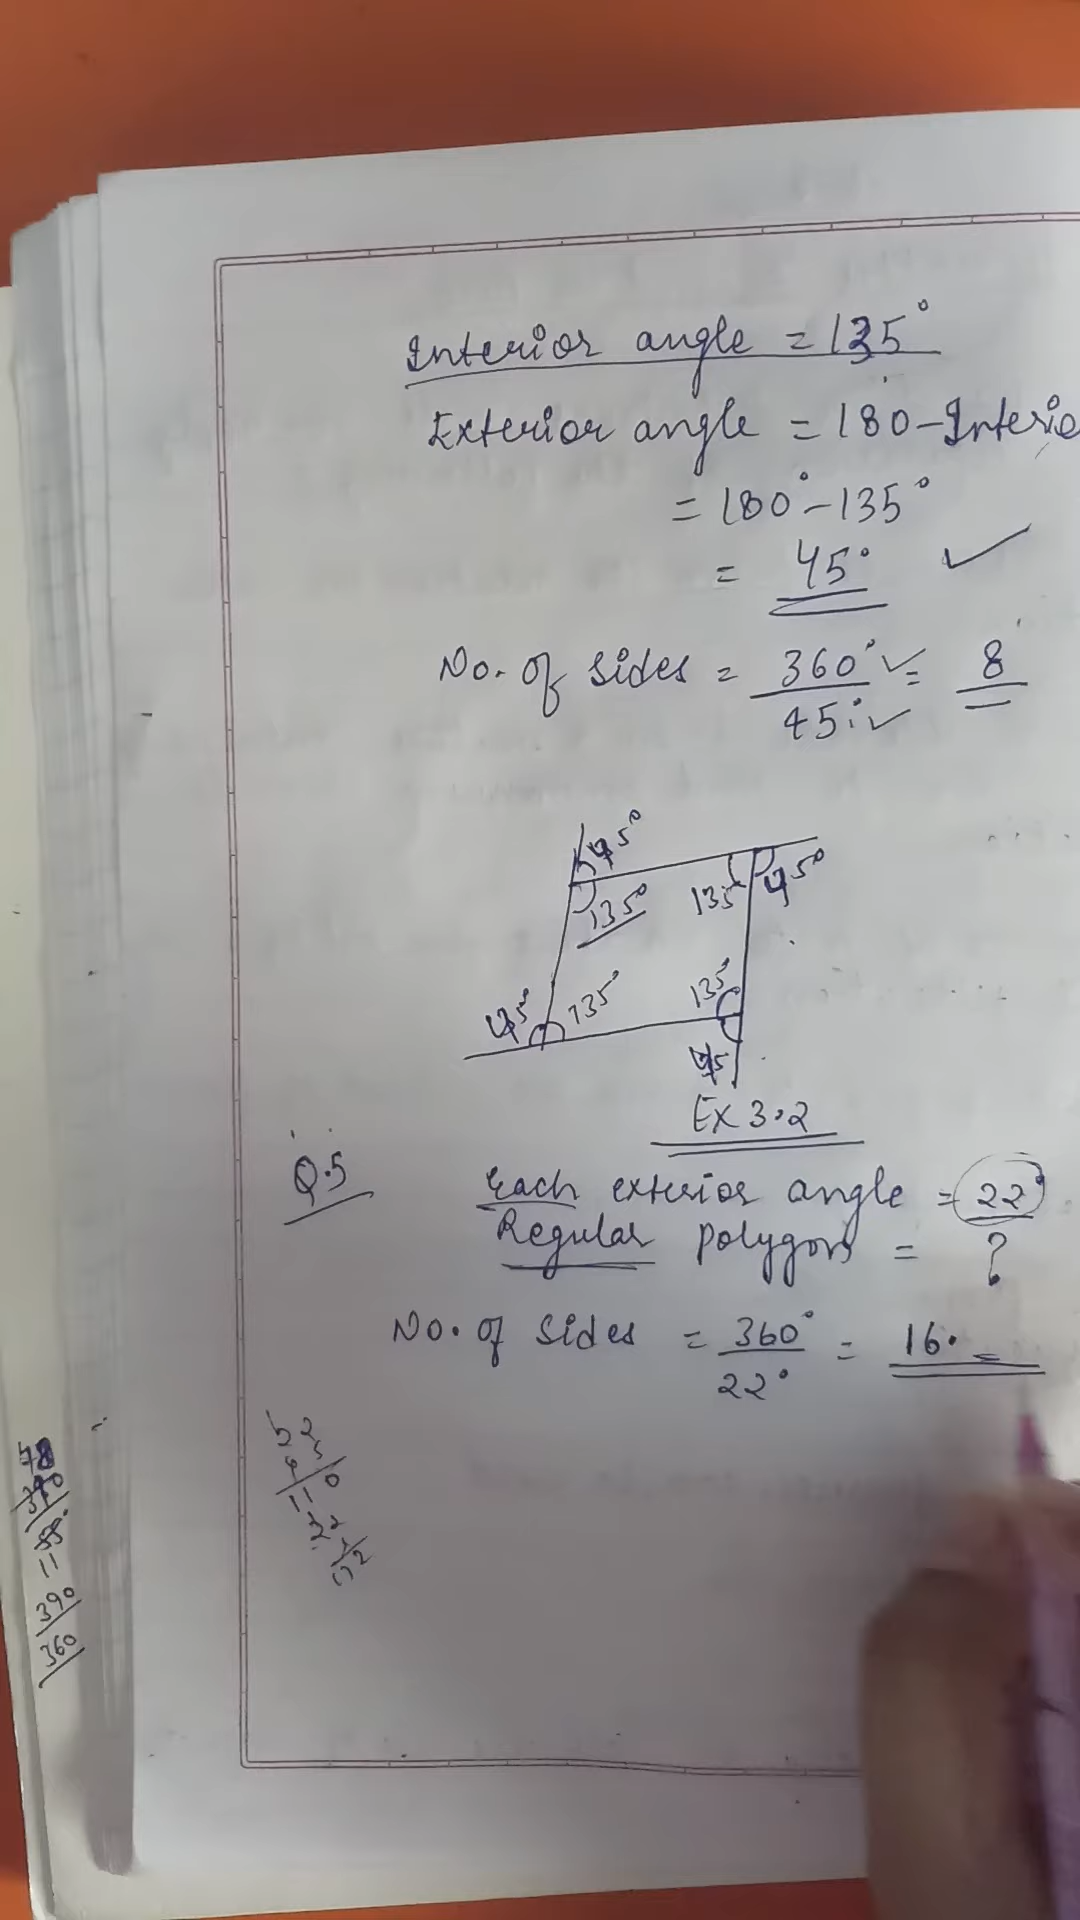 Interior angle = 135°
Exterior angle = 180 - Interio
= 180° - 135°
= 45°
No. of sides = 360° = 8
45°
45°
135° 135° 45°
45° 135° 135°
45
Ex 3.2
Q.5 Each exterior angle = 22°
Regular polygons = ?
No. of sides = 360° = 16.
22°
390
360